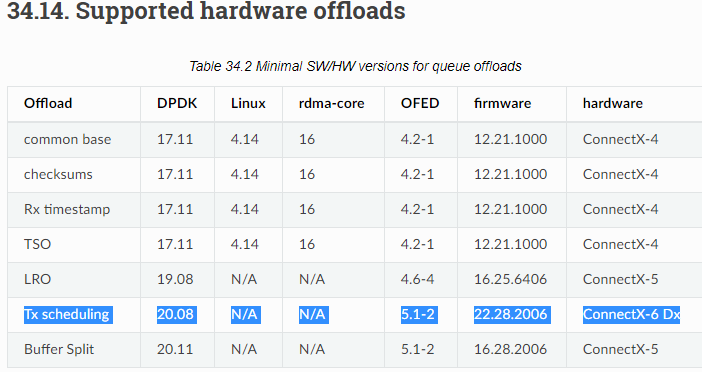 34.14. Supported hardware offloads
Table 34.2 Minimal SW/HW versions for queue offloads
Offload DPDK Linux rdma-core OFED firmware hardware
common base 17.11 4.14 16 4.2-1 12.21.1000 ConnectX-4
checksums 17.11 4.14 16 4.2-1 12.21.1000 ConnectX-4
Rx timestamp 17.11 4.14 16 4.2-1 12.21.1000 ConnectX-4
TSO 17.11 4.14 16 4.2-1 12.21.1000 ConnectX-4
LRO 19.08 N/A N/A 4.6-4 16.25.6406 ConnectX-5
Tx scheduling 20.08 N/A N/A 5.1-2 22.28.2006 ConnectX-6 Dx
Buffer Split 20.11 N/A N/A 5.1-2 16.28.2006 ConnectX-5